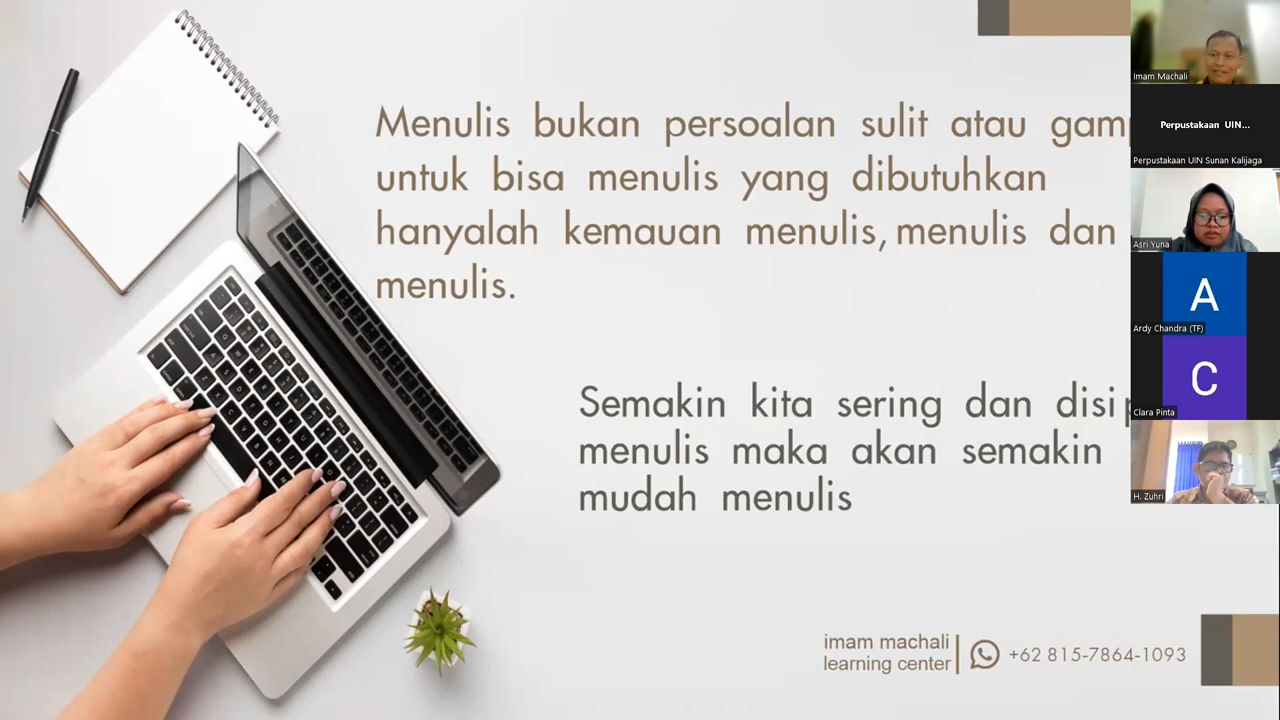 Menulis bukan persoalan sulit atau
untuk bisa menulis yang dibutuhkan
hanyalah kemauan menulis, menulis dan
menulis.
Semakin kita sering dan
menulis maka akan semakin
mudah menulis
imam machali
learning center
+62 815-7864-1093
Imam Machali
Perpustakaan UIN...
Perpustakaan UIN Sunan Kalijaga
Asri Yuna
A
Ardy Chandra (TF)
C
Clara Pinta
H. Zuhri